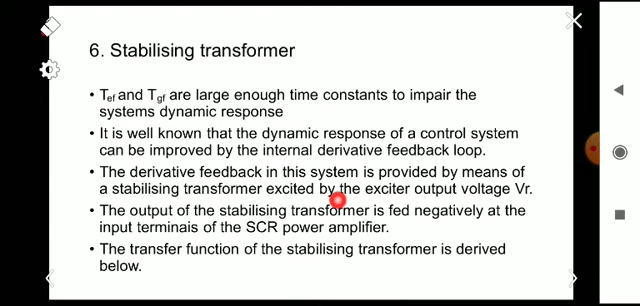 6. Stabilising transformer
• Tef and Tgf are large enough time constants to impair the
systems dynamic response
• It is well known that the dynamic response of a control system
can be improved by the internal derivative feedback loop.
• The derivative feedback in this system is provided by means of
a stabilising transformer excited by the exciter output voltage Vr.
• The output of the stabilising transformer is fed negatively at the
input terminals of the SCR power amplifier.
• The transfer function of the stabilising transformer is derived
below.